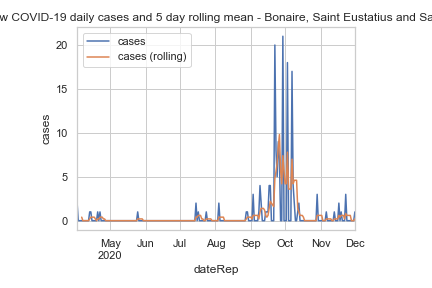 w COVID-19 daily cases and 5 day rolling mean - Bonaire, Saint Eustatius and Sa
cases
cases (rolling)
20
15
10
5
0
cases
May Jun Jul Aug Sep Oct Nov Dec
2020
dateRep